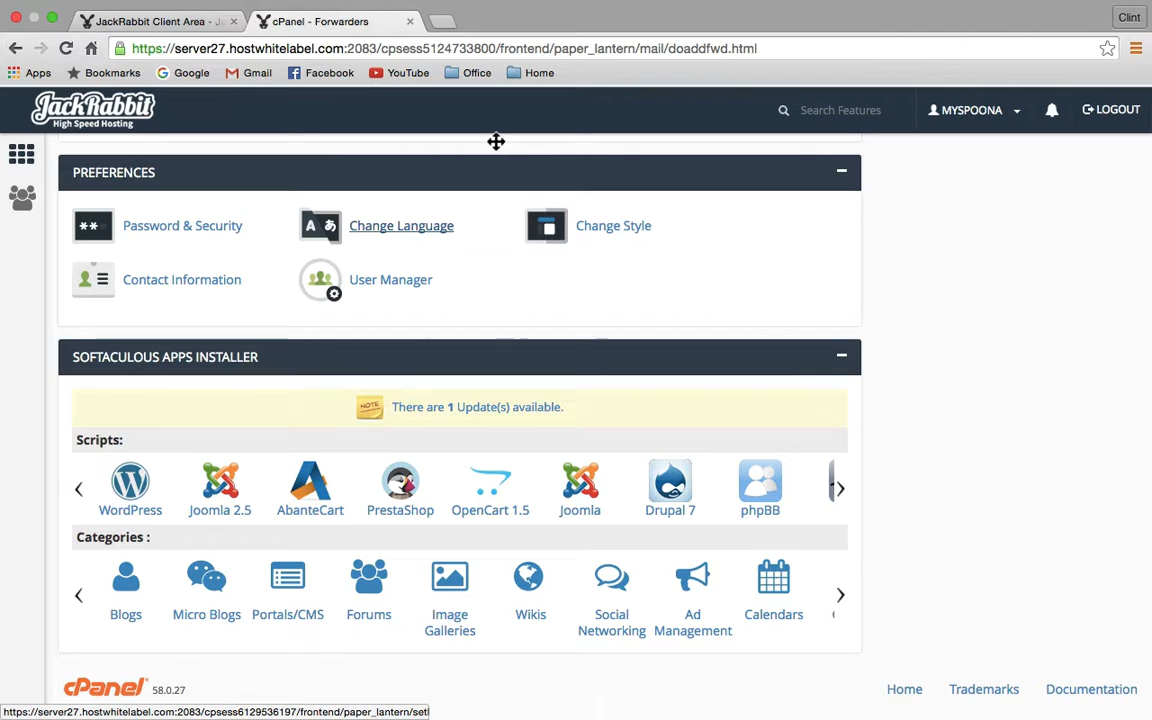 JackRabbit Client Area - J
cPanel - Forwarders
Clint
https://server27.hostwhitelabel.com:2083/cpsess5124733800/frontend/paper_lantern/mail/doaddfwd.html
Apps Bookmarks Google Gmail Facebook YouTube Office Home
JackRabbit
High Speed Hosting
Search Features
MYSPOONA
LOGOUT
PREFERENCES
Password & Security
Change Language
Change Style
Contact Information
User Manager
SOFTACULOUS APPS INSTALLER
NOTE
There are 1 Update(s) available.
Scripts:
WordPress Joomla 2.5 AbanteCart PrestaShop OpenCart 1.5 Joomla Drupal 7 phpBB
Categories :
Blogs Micro Blogs Portals/CMS Forums Image Wikis Social Ad Calendars
Galleries Networking Management
cPanel 58.0.27
Home Trademarks Documentation
https://server27.hostwhitelabel.com:2083/cpsess6129536197/frontend/paper_lantern/setl